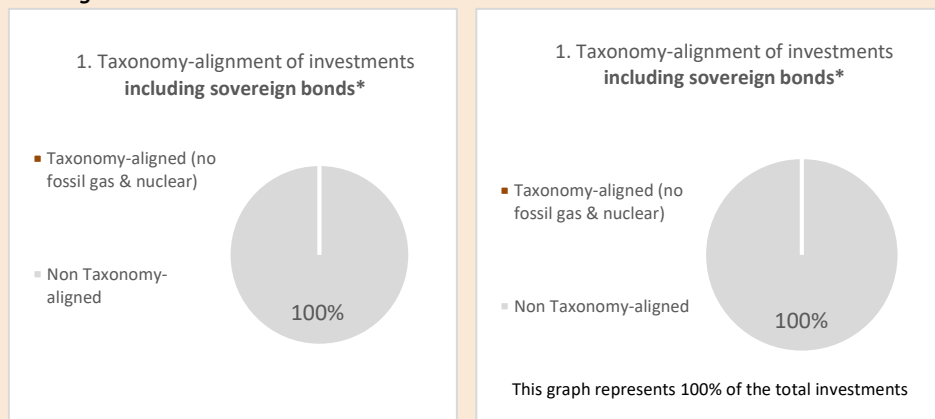 1. Taxonomy-alignment of investments
including sovereign bonds*
Taxonomy-aligned (no
fossil gas & nuclear)
Non Taxonomy-
aligned
100%
1. Taxonomy-alignment of investments
including sovereign bonds*
Taxonomy-aligned (no
fossil gas & nuclear)
Non Taxonomy-aligned
100%
This graph represents 100% of the total investments